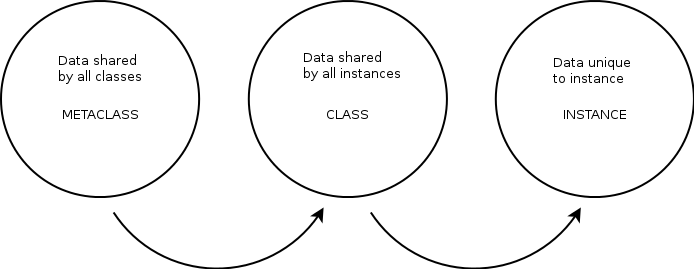 Data shared
by all classes
METACLASS
Data shared
by all instances
CLASS
Data unique
to instance
INSTANCE